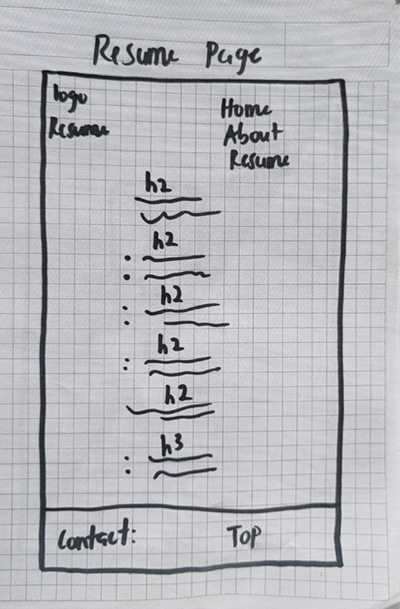 Resume Page
logo
Resume
Home
About
Resume
h2
h2
h2
h2
h2
h3
Contact:
TOP